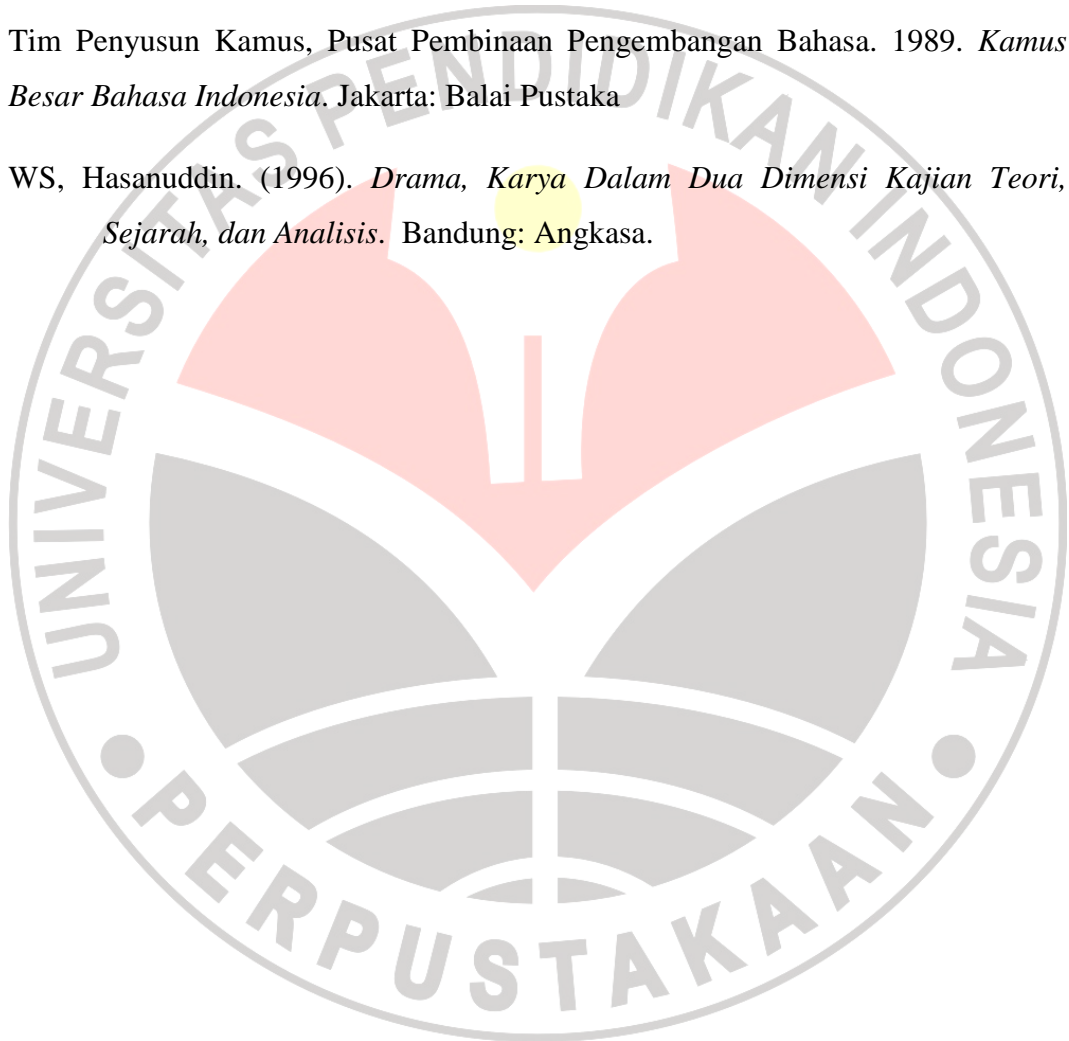 Tim Penyusun Kamus, Pusat Pembinaan Pengembangan Bahasa. 1989. Kamus
Besar Bahasa Indonesia. Jakarta: Balai Pustaka
WS, Hasanuddin. (1996). Drama, Karya Dalam Dua Dimensi Kajian Teori,
Sejarah, dan Analisis. Bandung: Angkasa.
UNIVERSITAS PENDIDIKAN INDONESIA
PERPUSTAKAAN